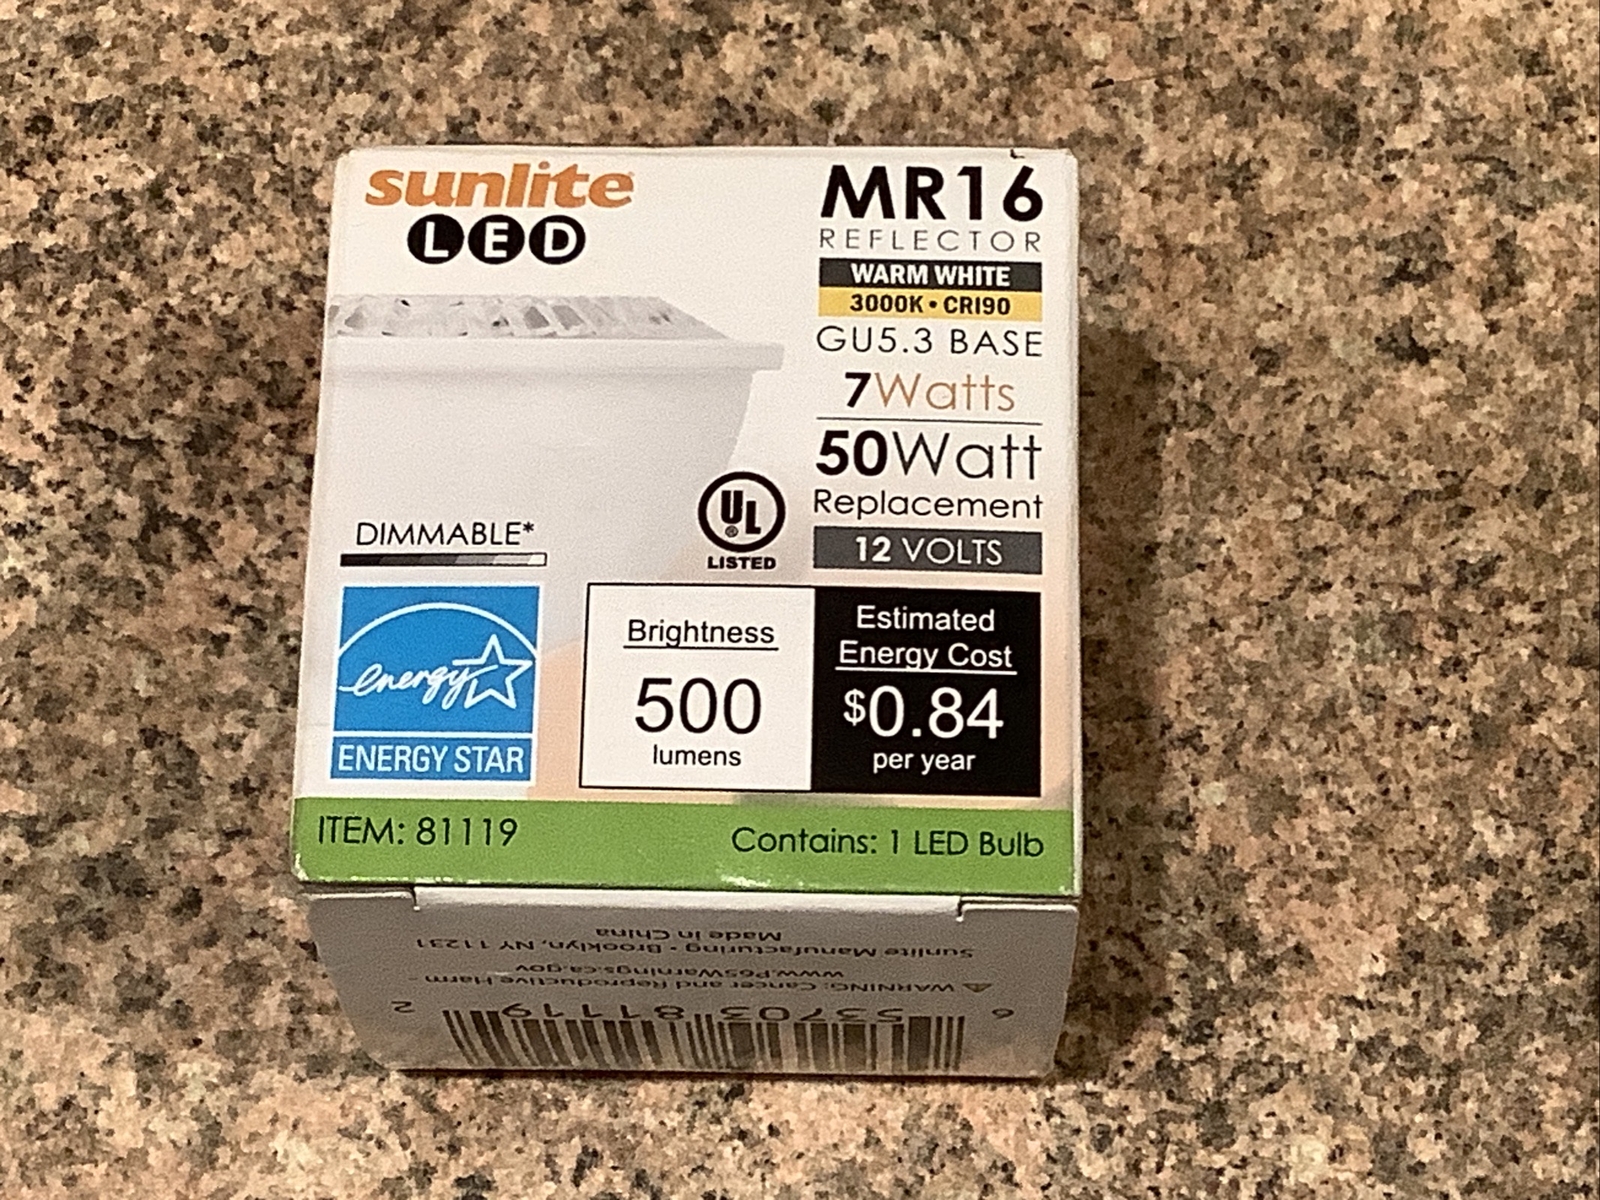 sunlite
LED
MR16
REFLECTOR
WARM WHITE
3000K • CRI90
GU5.3 BASE
7Watts
50Watt
Replacement
12 VOLTS
DIMMABLE*
UL
®
LISTED
energy
ENERGY STAR
Brightness
500
lumens
Estimated
Energy Cost
$0.84
per year
ITEM: 81119
Contains: 1 LED Bulb
6 53703 81119 2
⚠ WARNING: Cancer and Reproductive Harm -
www.P65Warnings.ca.gov
Sunlite Manufacturing • Brooklyn, NY 11231
Made in China